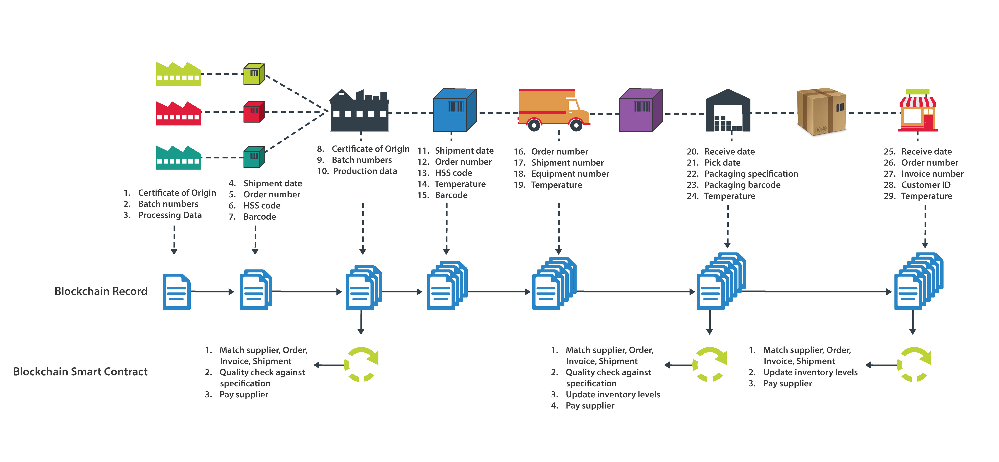 1. Certificate of Origin
2. Batch numbers
3. Processing Data
4. Shipment date
5. Order number
6. HSS code
7. Barcode
8. Certificate of Origin
9. Batch numbers
10. Production data
11. Shipment date
12. Order number
13. HSS code
14. Temperature
15. Barcode
16. Order number
17. Shipment number
18. Equipment number
19. Temperature
20. Receive date
21. Pick date
22. Packaging specification
23. Packaging barcode
24. Temperature
25. Receive date
26. Order number
27. Invoice number
28. Customer ID
29. Temperature
Blockchain Record
Blockchain Smart Contract
1. Match supplier, Order,
Invoice, Shipment
2. Quality check against
specification
3. Pay supplier
1. Match supplier, Order,
Invoice, Shipment
2. Quality check against
specification
3. Update inventory levels
4. Pay supplier
1. Match supplier, Order,
Invoice, Shipment
2. Update inventory levels
3. Pay supplier